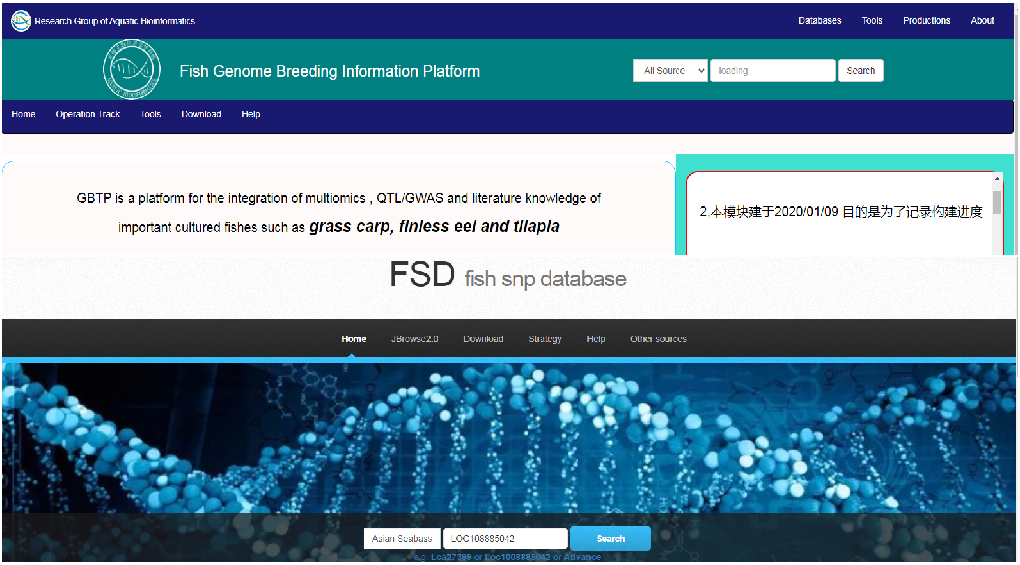 Research Group of Aquatic Bioinformatics
Databases Tools Productions About
Fish Genome Breeding Information Platform
All Source loading Search
Home Operation Track Tools Download Help
GBTP is a platform for the integration of multiomics , QTL/GWAS and literature knowledge of
important cultured fishes such as grass carp, finless eel and tilapia
2.本模块建于2020/01/09 目的是为了记录构建进度
FSD fish snp database
Home JBrowse2.0 Download Strategy Help Other sources
Asian Seabass LOC108885042 Search
e.g. Lca27399 or Loc1008885042 or Advance